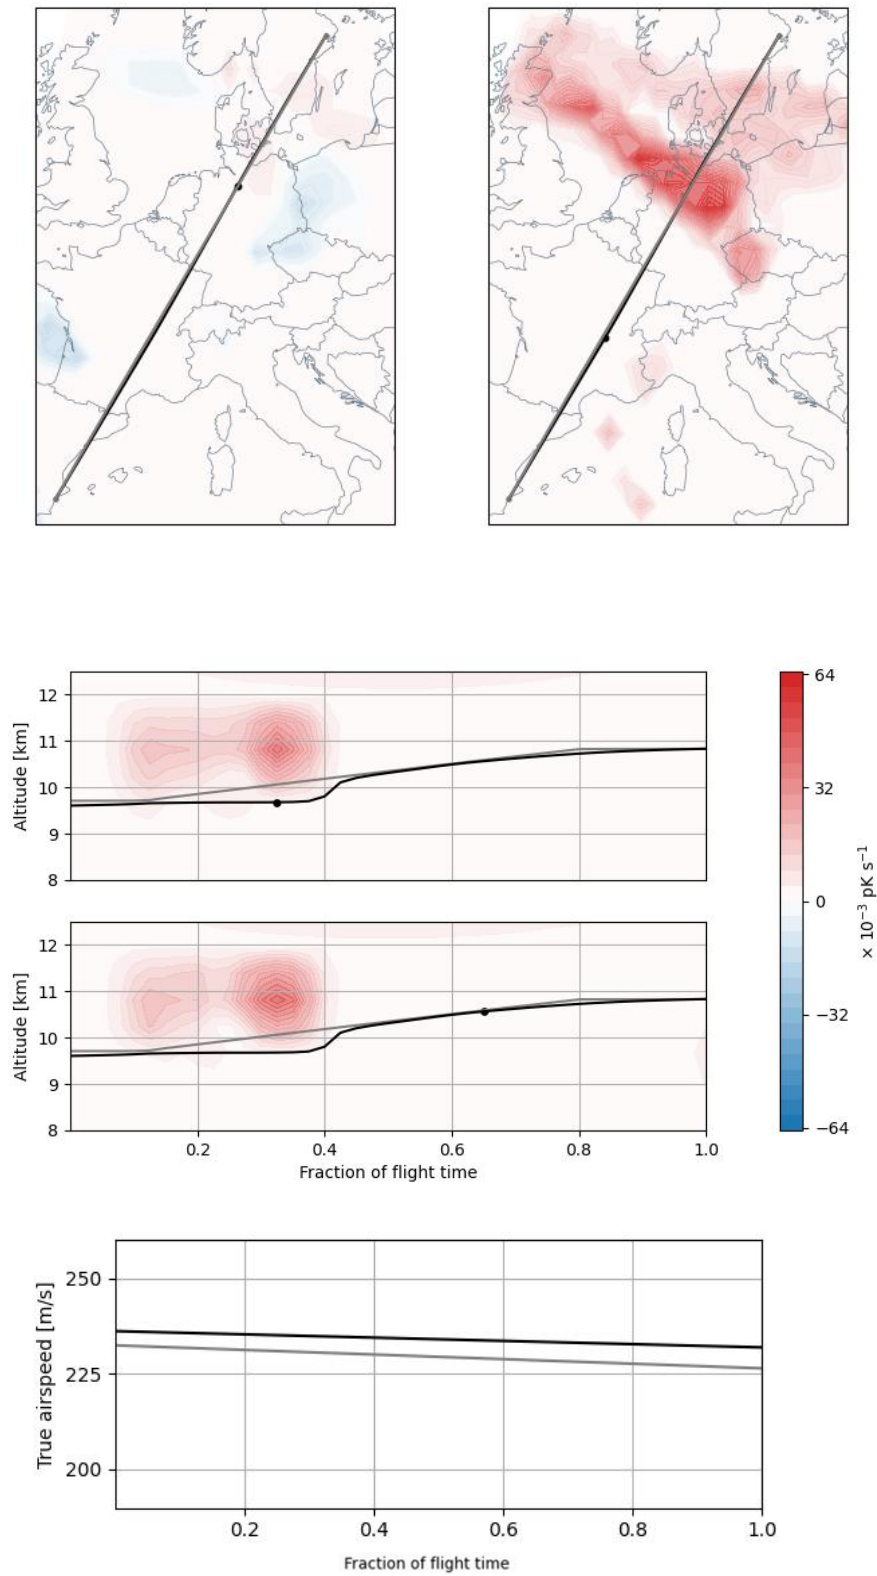 12
11
10
9
8
Altitude [km]
12
11
10
9
8
Altitude [km]
0.2 0.4 0.6 0.8 1.0
Fraction of flight time
64
32
0
−32
−64
× 10⁻³ pK s⁻¹
250
225
200
True airspeed [m/s]
0.2 0.4 0.6 0.8 1.0
Fraction of flight time